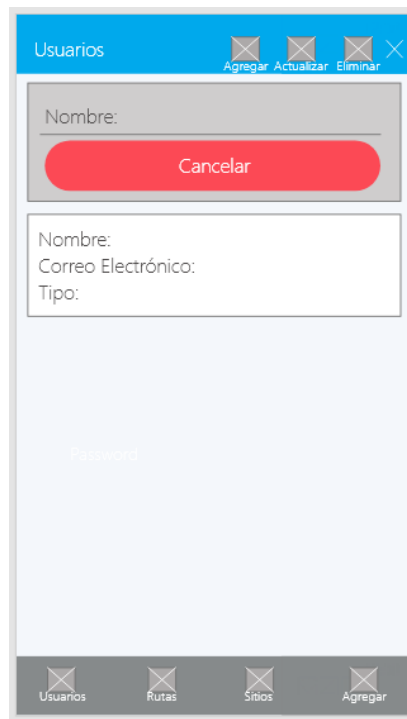 Usuarios
Agregar Actualizar Eliminar
Nombre:
Cancelar
Nombre:
Correo Electrónico:
Tipo:
Password
Usuarios Rutas Sitios Agregar